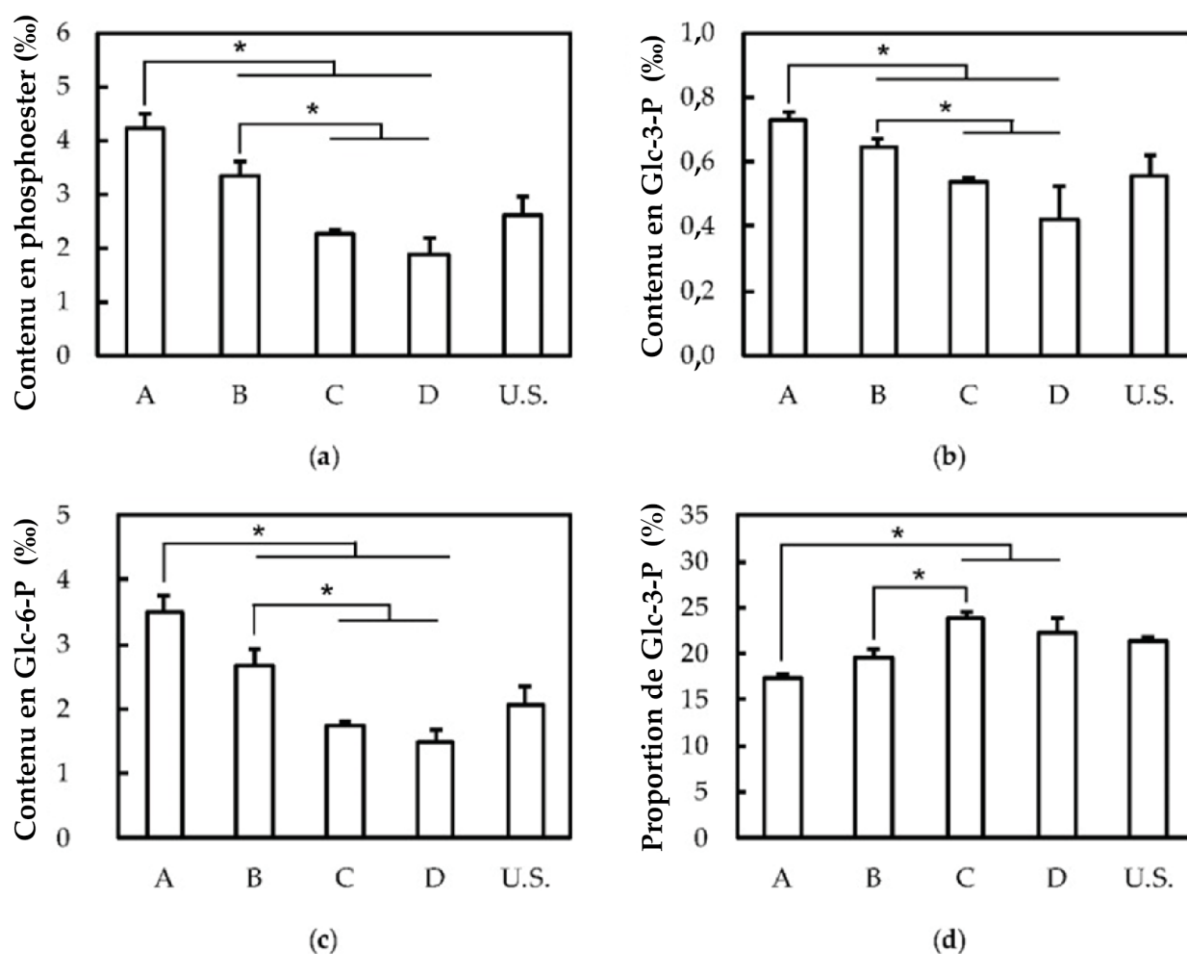 Contenu en phosphoester (‰)
6
5
4
3
2
1
0
*
*
A B C D U.S.
(a)
Contenu en Glc-3-P (‰)
1,0
0,8
0,6
0,4
0,2
0,0
*
*
A B C D U.S.
(b)
Contenu en Glc-6-P (‰)
5
4
3
2
1
0
*
*
A B C D U.S.
(c)
Proportion de Glc-3-P (%)
35
30
25
20
15
10
5
0
*
*
A B C D U.S.
(d)